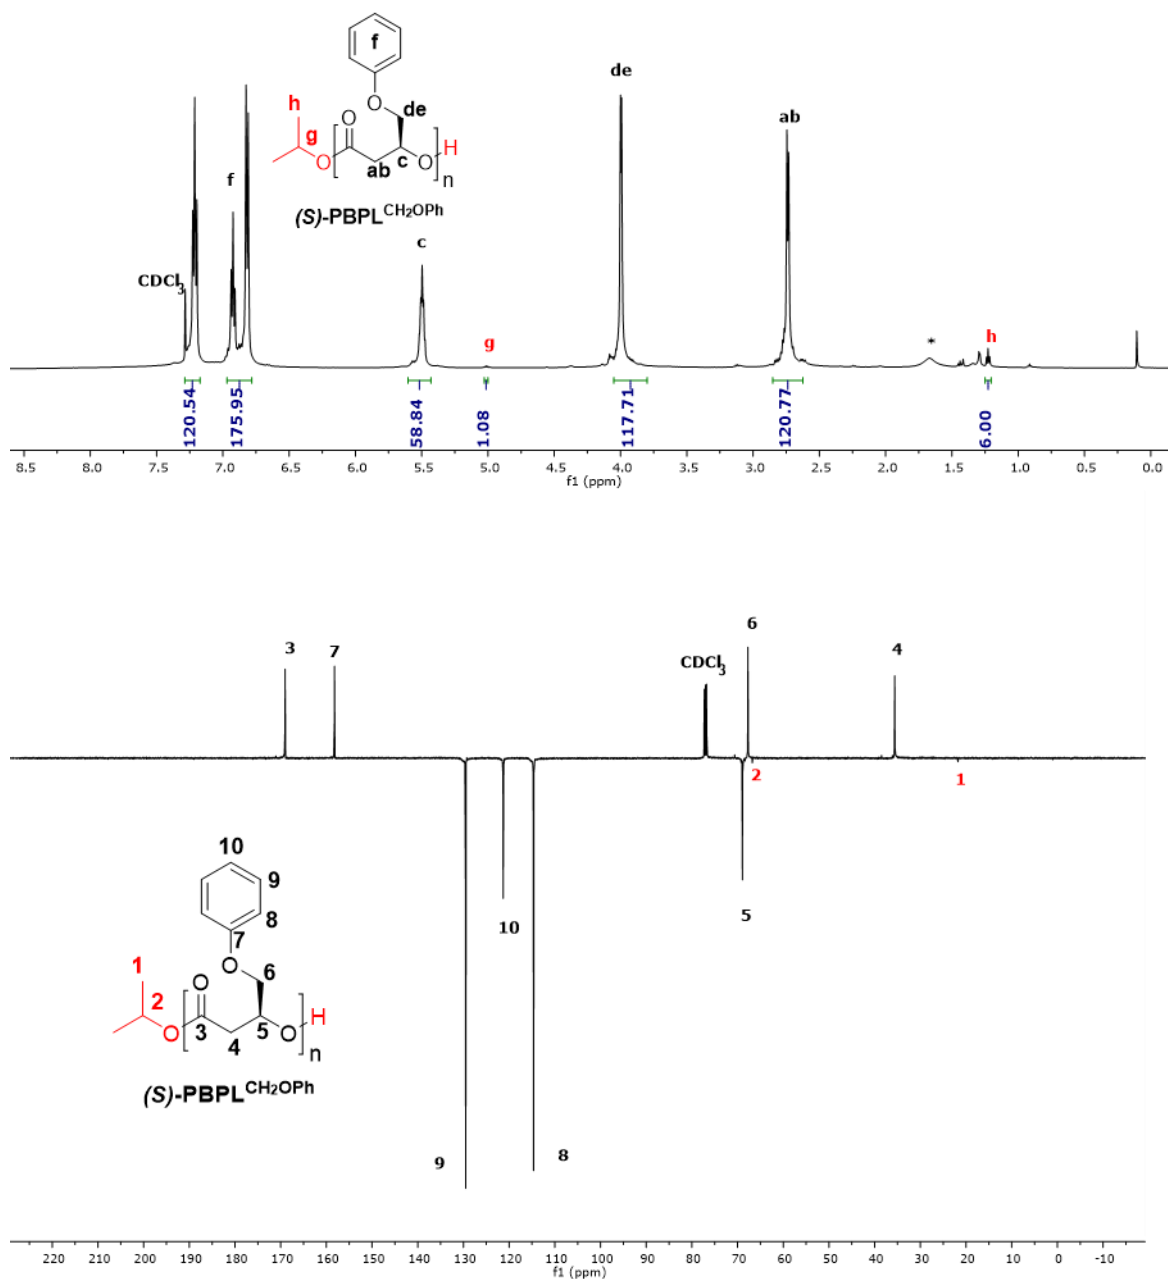 f
O
de
h
O
g
H
O
c
O
ab
n
(S)-PBPL^CH₂OPh
de
ab
f
c
CDCl₃
g
*
h
120.54
175.95
58.84
1.08
117.71
120.77
6.00
8.5 8.0 7.5 7.0 6.5 6.0 5.5 5.0 4.5 4.0 3.5 3.0 2.5 2.0 1.5 1.0 0.5 0.0
f1 (ppm)
6
3
7
4
CDCl₃
2
1
10
9
8
5
10
7
O
6
1
O
2
H
O
3
5
O
4
n
(S)-PBPL^CH₂OPh
9
8
220 210 200 190 180 170 160 150 140 130 120 110 100 90 80 70 60 50 40 30 20 10 0 -10
f1 (ppm)